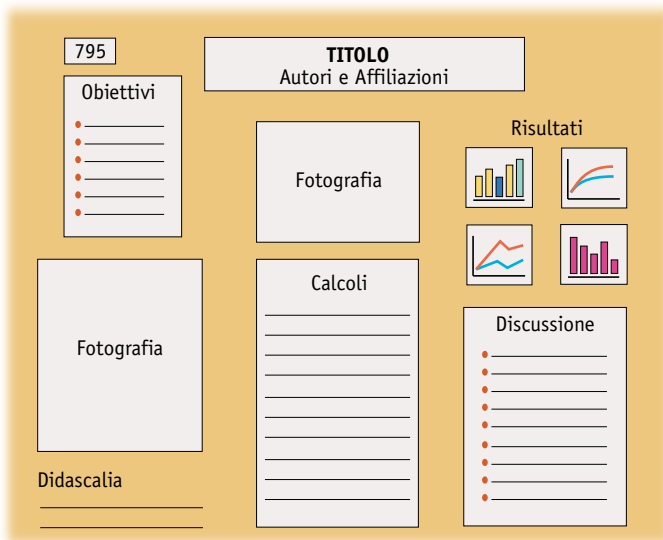 795
TITOLO
Autori e Affiliazioni
Obiettivi
Fotografia
Risultati
Fotografia
Calcoli
Discussione
Didascalia